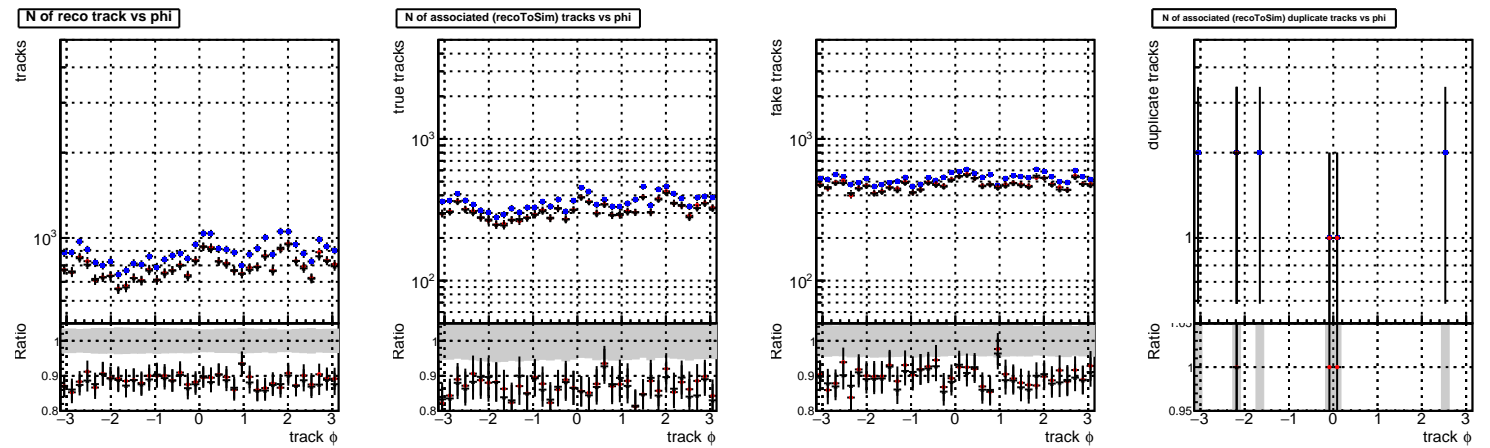 N of reco track vs phi
tracks
10³
Ratio
1
0.9
0.8
−3 −2 −1 0 1 2 3
track ϕ
N of associated (recoToSim) tracks vs phi
true tracks
10³
10²
Ratio
1
0.9
0.8
−3 −2 −1 0 1 2 3
track ϕ
fake tracks
10³
10²
Ratio
1
0.9
0.8
−3 −2 −1 0 1 2 3
track ϕ
N of associated (recoToSim) duplicate tracks vs phi
duplicate tracks
1
Ratio
1.05
1
0.95
−3 −2 −1 0 1 2 3
track ϕ